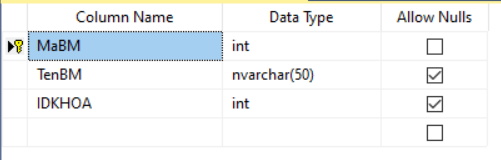 Column Name Data Type Allow Nulls
MaBM int
TenBM nvarchar(50)
IDKHOA int